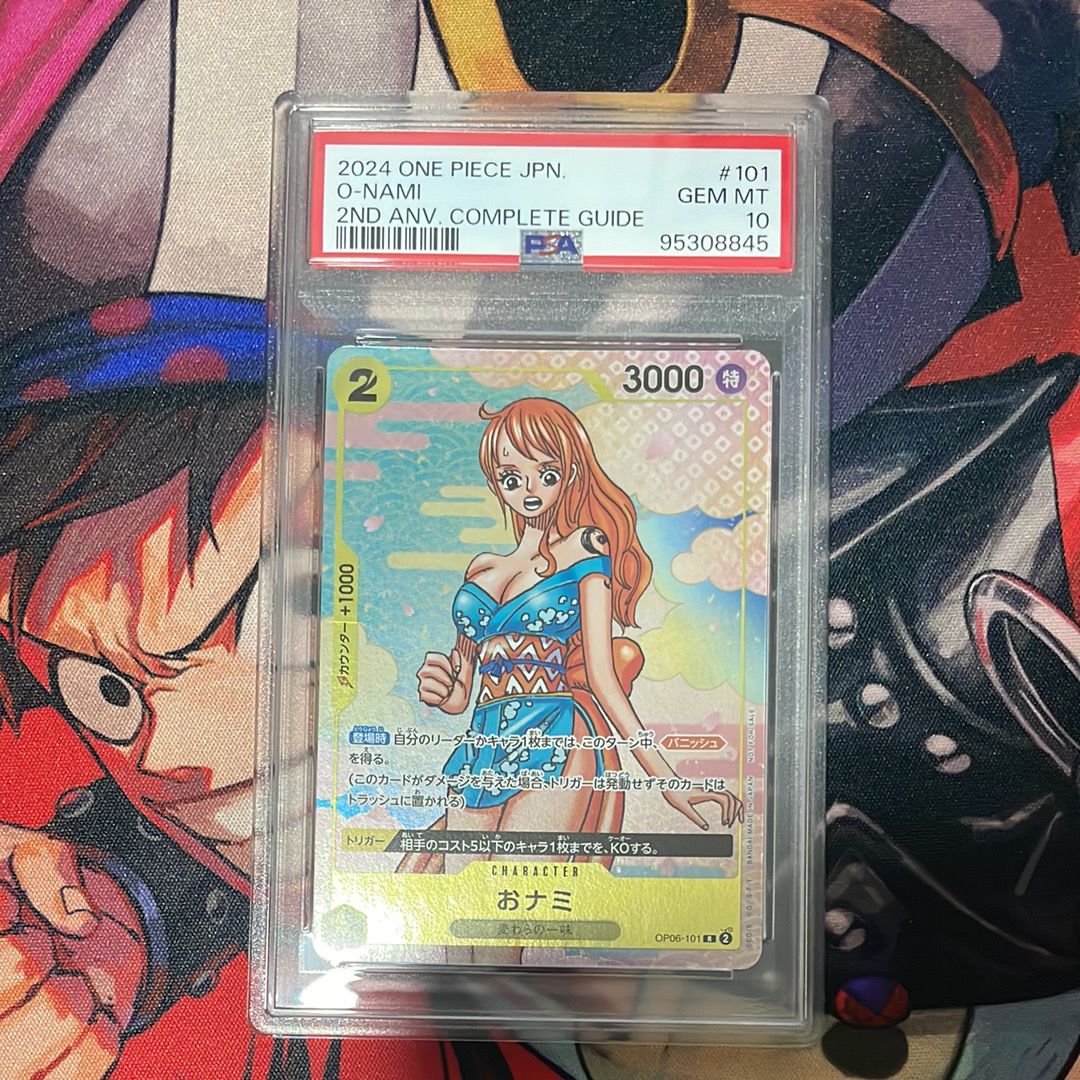 2024 ONE PIECE JPN. #101
O-NAMI GEM MT
2ND ANV. COMPLETE GUIDE 10
PSA 95308845
2 3000 特
カウンター +1000
登場時 自分のリーダーかキャラ1枚までは、このターン中、バニッシュ
を得る。
(このカードがダメージを与えた場合、トリガーは発動せずそのカードは
トラッシュに置かれる)
トリガー 相手のコスト5以下のキャラ1枚までを、KOする。
CHARACTER
おナミ
麦わらの一味
OP06-101 R 2
BANDAI MADE IN JAPAN NOT FOR SALE